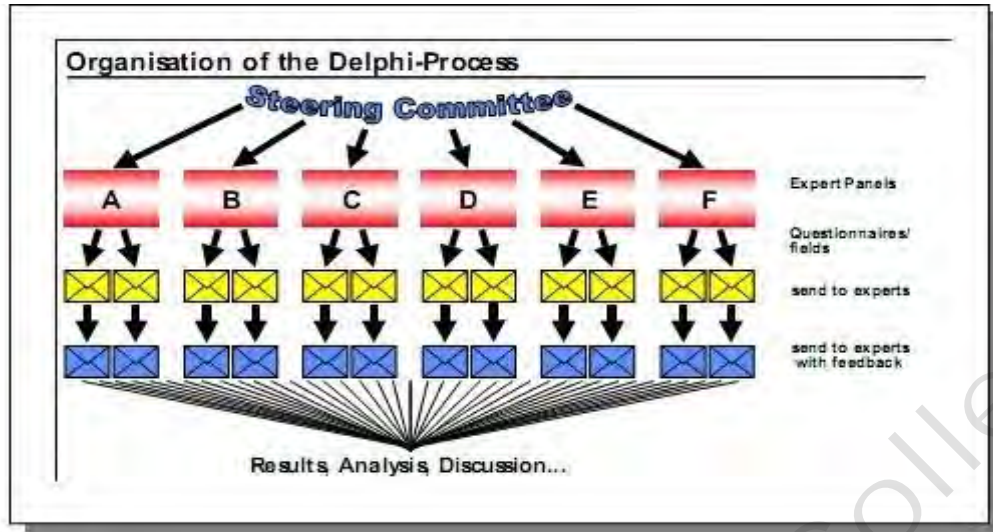 Organisation of the Delphi-Process
Steering Committee
A B C D E F
Expert Panels
Questionnaires/
fields
send to experts
send to experts
with feedback
Results, Analysis, Discussion...